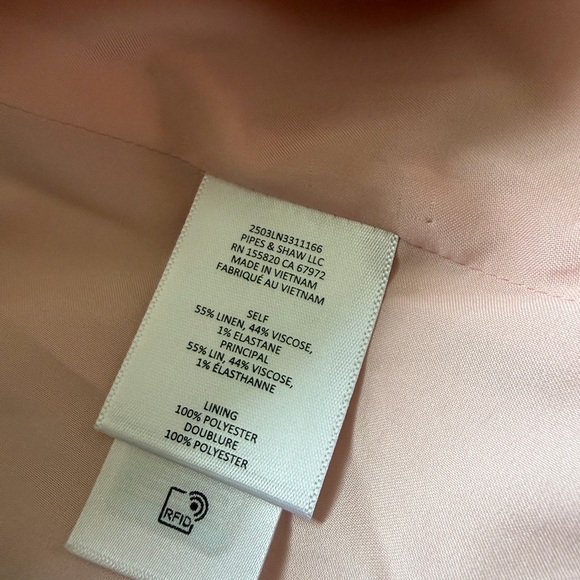 2503LN3311166
PIPES & SHAW LLC
RN 155820 CA 67972
MADE IN VIETNAM
FABRIQUÉ AU VIETNAM
SELF
55% LINEN, 44% VISCOSE,
1% ELASTANE
PRINCIPAL
55% LIN, 44% VISCOSE,
1% ÉLASTHANNE
LINING
100% POLYESTER
DOUBLURE
100% POLYESTER
RFID